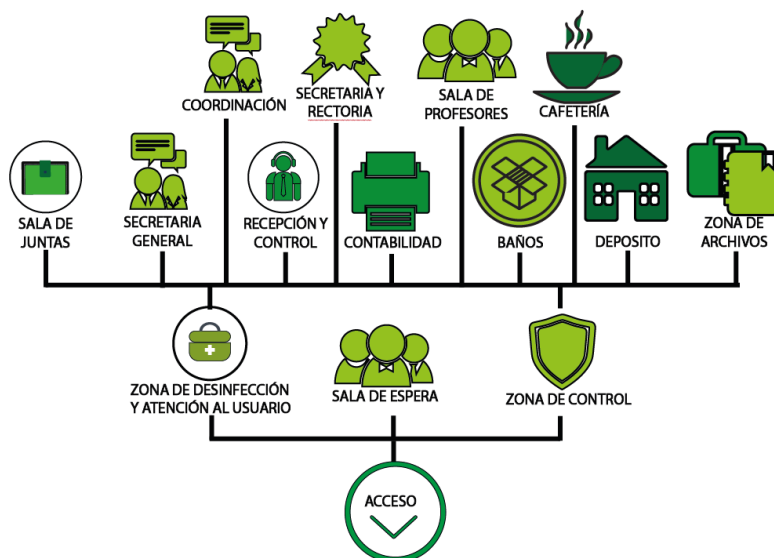 COORDINACIÓN
SECRETARIA Y
RECTORIA
SALA DE
PROFESORES
CAFETERÍA
SALA DE
JUNTAS
SECRETARIA
GENERAL
RECEPCIÓN Y
CONTROL
CONTABILIDAD
BAÑOS
DEPOSITO
ZONA DE
ARCHIVOS
ZONA DE DESINFECCIÓN
Y ATENCIÓN AL USUARIO
SALA DE ESPERA
ZONA DE CONTROL
ACCESO